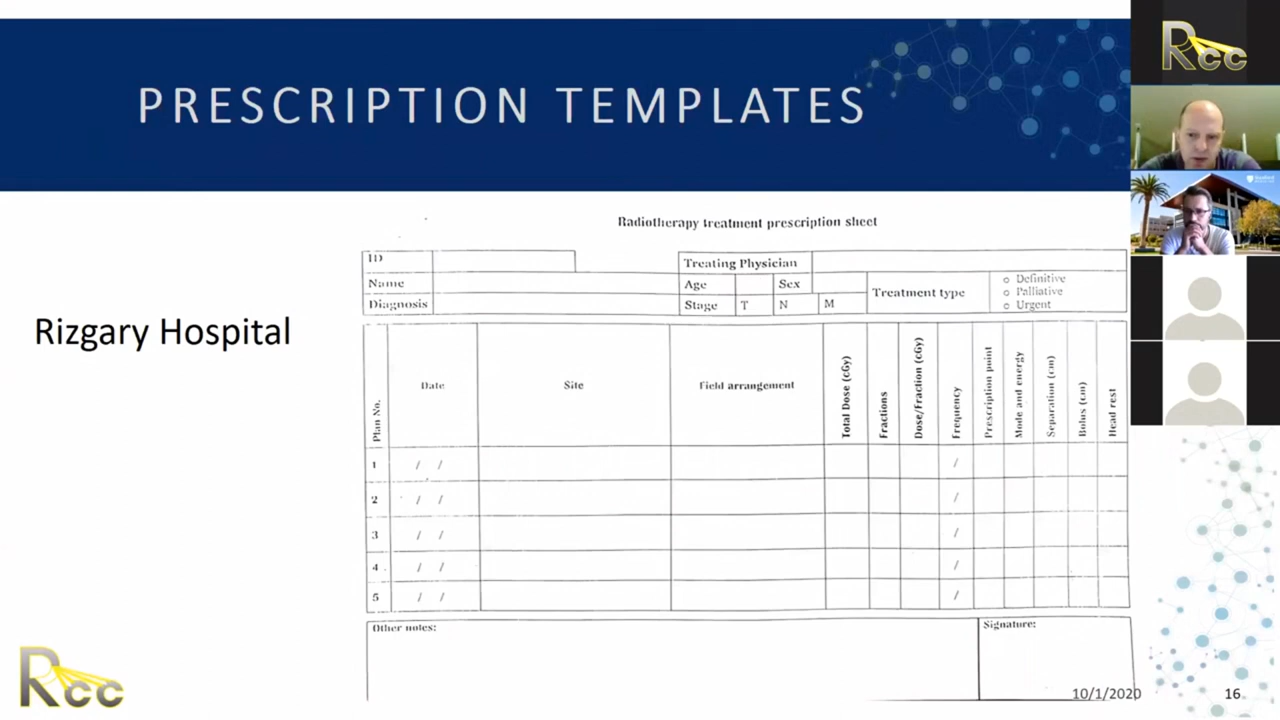 PRESCRIPTION TEMPLATES
Rcc
Radiotherapy treatment prescription sheet
ID
Treating Physician
Name
Age
Sex
Treatment type
Definitive
Palliative
Urgent
Diagnosis
Stage
T
N
M
Rizgary Hospital
Plan No.
Date
Site
Field arrangement
Total Dose (cGy)
Fractions
Dose/Fraction (cGy)
Frequency
Prescription point
Mode and energy
Separation (cm)
Bolus (cm)
Head rest
1 / / /
2 / / /
3 / / /
4 / / /
5 / / /
Other notes:
Signature:
Rcc
10/1/2020
16